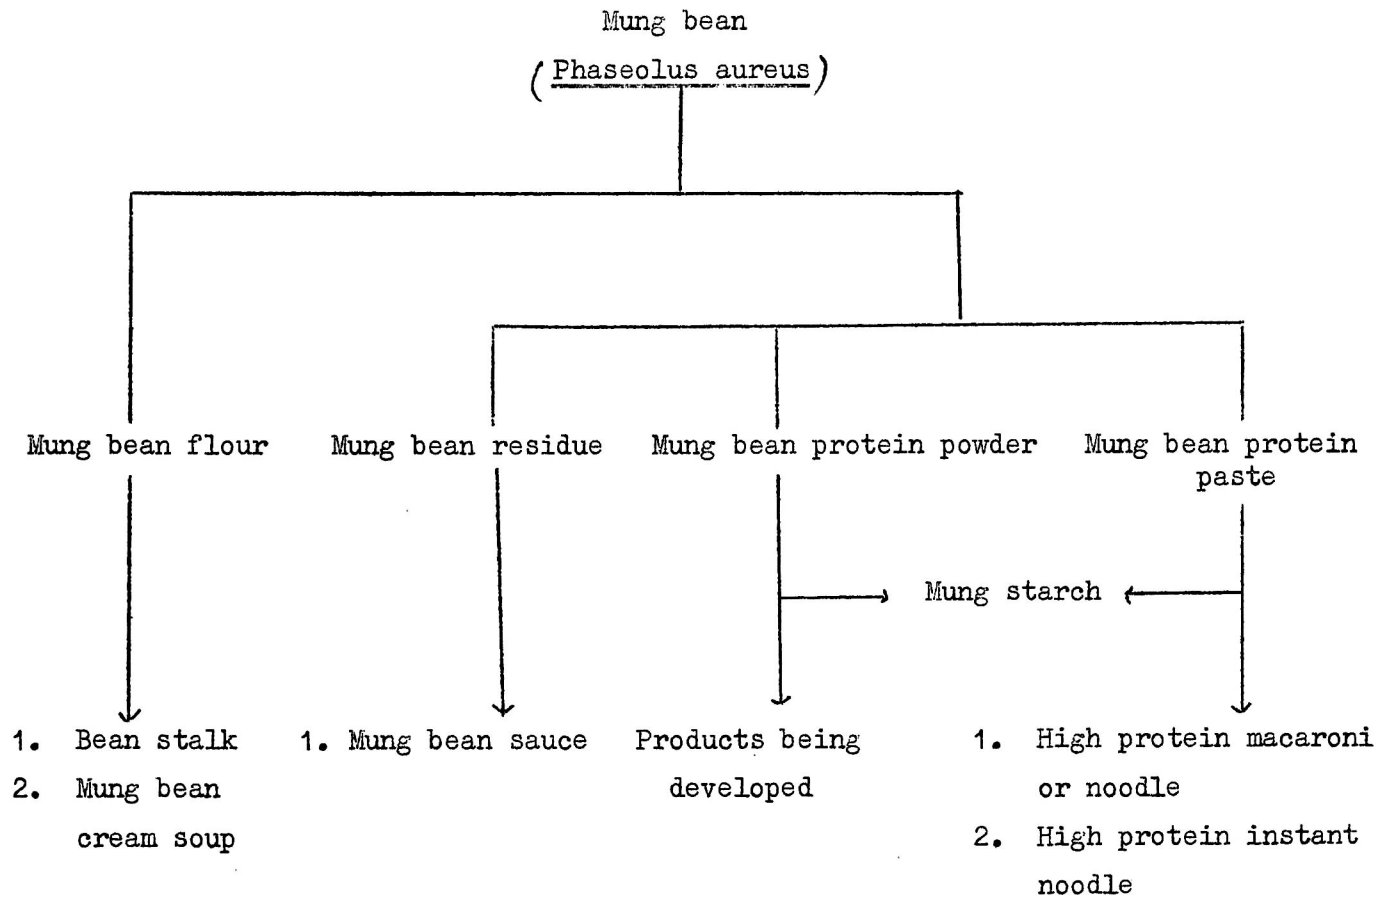 Mung bean
(Phaseolus aureus)
Mung bean flour
Mung bean residue
Mung bean protein powder
Mung bean protein
paste
Mung starch
1. Bean stalk
2. Mung bean
cream soup
1. Mung bean sauce
Products being
developed
1. High protein macaroni
or noodle
2. High protein instant
noodle